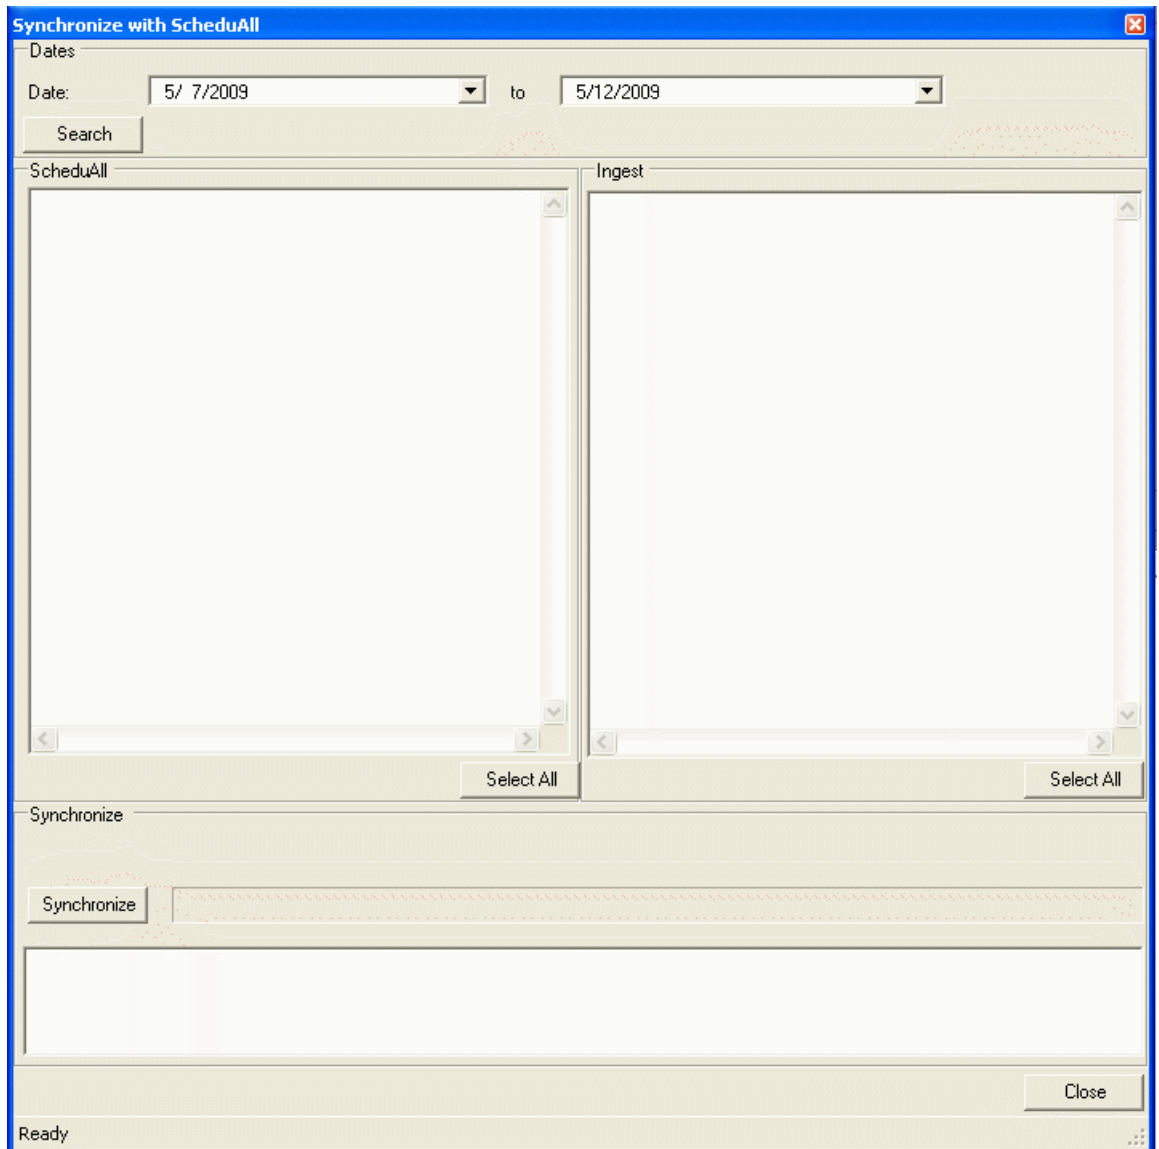 Synchronize with ScheduAll
Dates
Date: 5/ 7/2009 to 5/12/2009
Search
ScheduAll Ingest
Select All Select All
Synchronize
Synchronize
Close
Ready